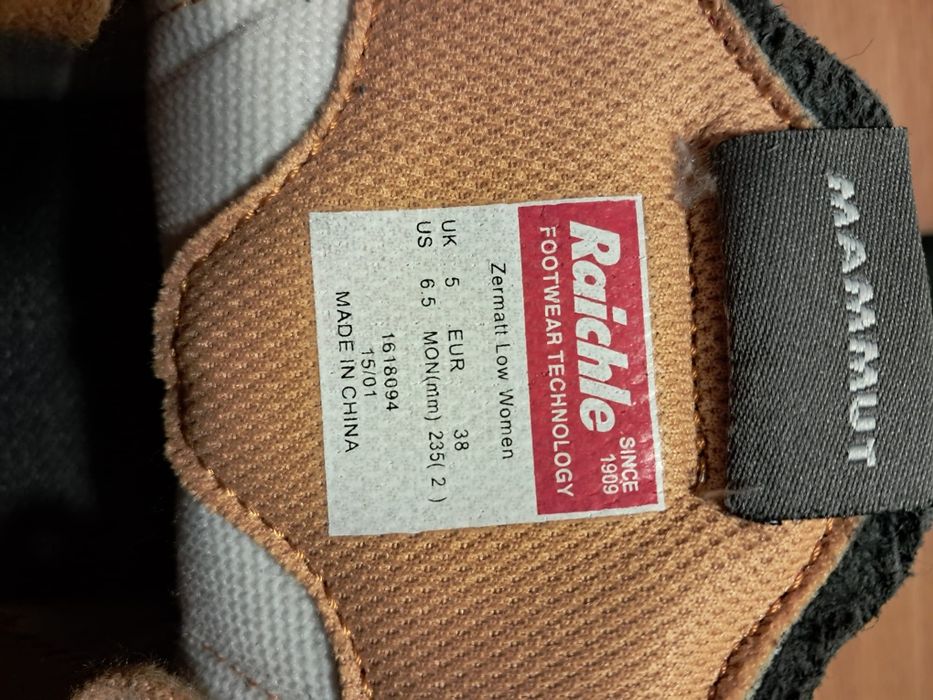 MAMMUT
Raichle SINCE 1909
FOOTWEAR TECHNOLOGY
Zermatt Low Women
UK 5 EUR 38
US 6.5 MON(mm) 235( 2 )
1618094
15/01
MADE IN CHINA